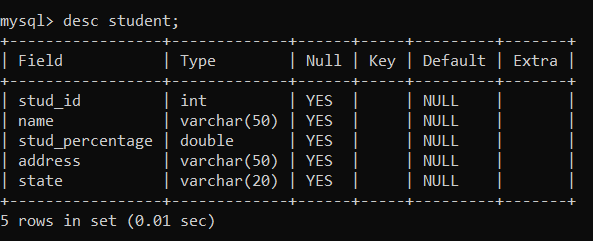 mysql> desc student;
+-----------------+-------------+------+-----+---------+-------+
| Field           | Type        | Null | Key | Default | Extra |
+-----------------+-------------+------+-----+---------+-------+
| stud_id         | int         | YES  |     | NULL    |       |
| name            | varchar(50) | YES  |     | NULL    |       |
| stud_percentage | double      | YES  |     | NULL    |       |
| address         | varchar(50) | YES  |     | NULL    |       |
| state           | varchar(20) | YES  |     | NULL    |       |
+-----------------+-------------+------+-----+---------+-------+
5 rows in set (0.01 sec)